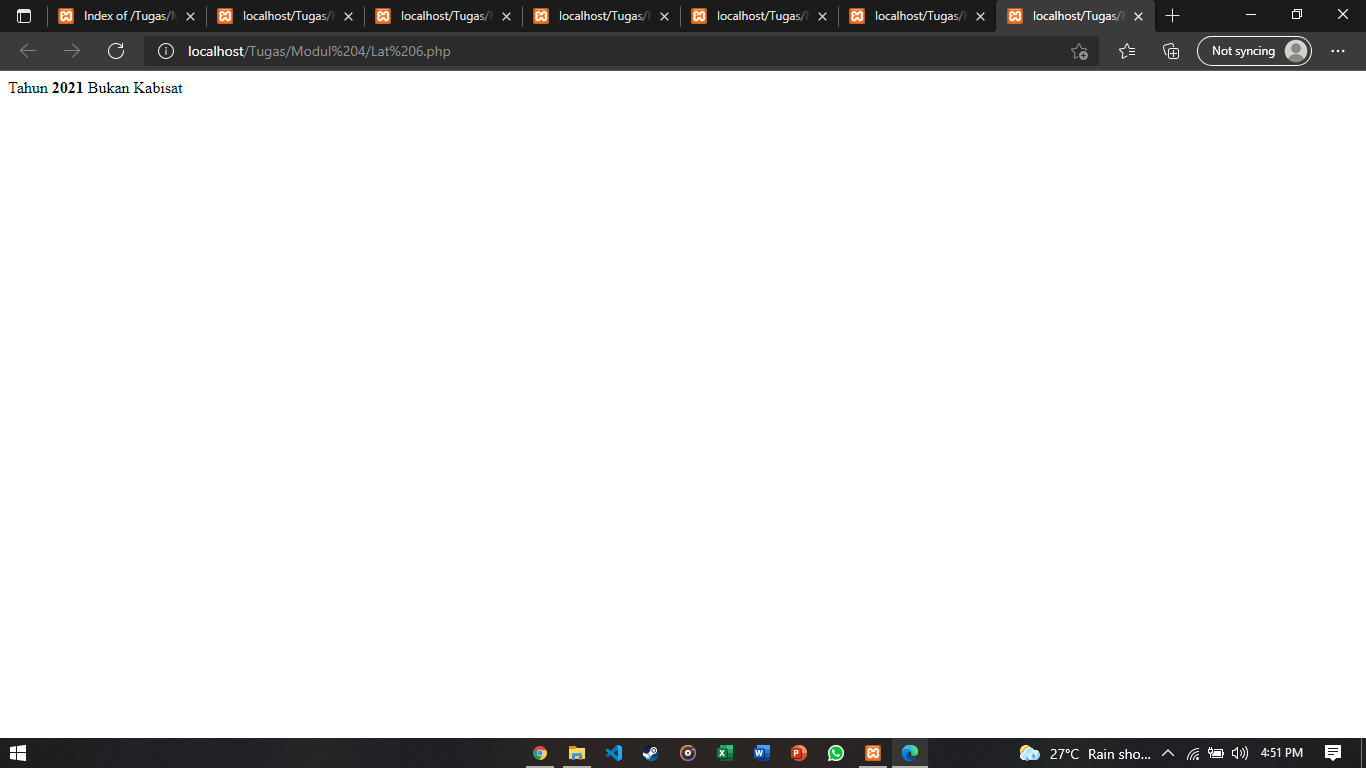 Index of /Tugas/
localhost/Tugas/
localhost/Tugas/
localhost/Tugas/
localhost/Tugas/
localhost/Tugas/
localhost/Tugas/
localhost/Tugas/Modul%204/Lat%206.php
Not syncing
Tahun 2021 Bukan Kabisat
27°C Rain sho...
4:51 PM